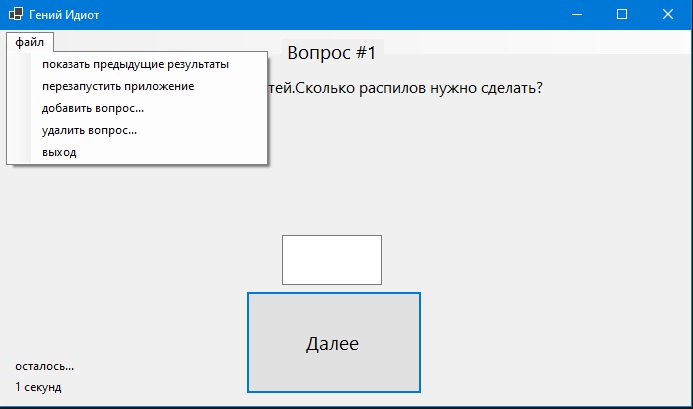 Гений Идиот
файл
Вопрос #1
показать предыдущие результаты
перезапустить приложение
тей.Сколько распилов нужно сделать?
добавить вопрос...
удалить вопрос...
выход
Далее
осталось...
1 секунд